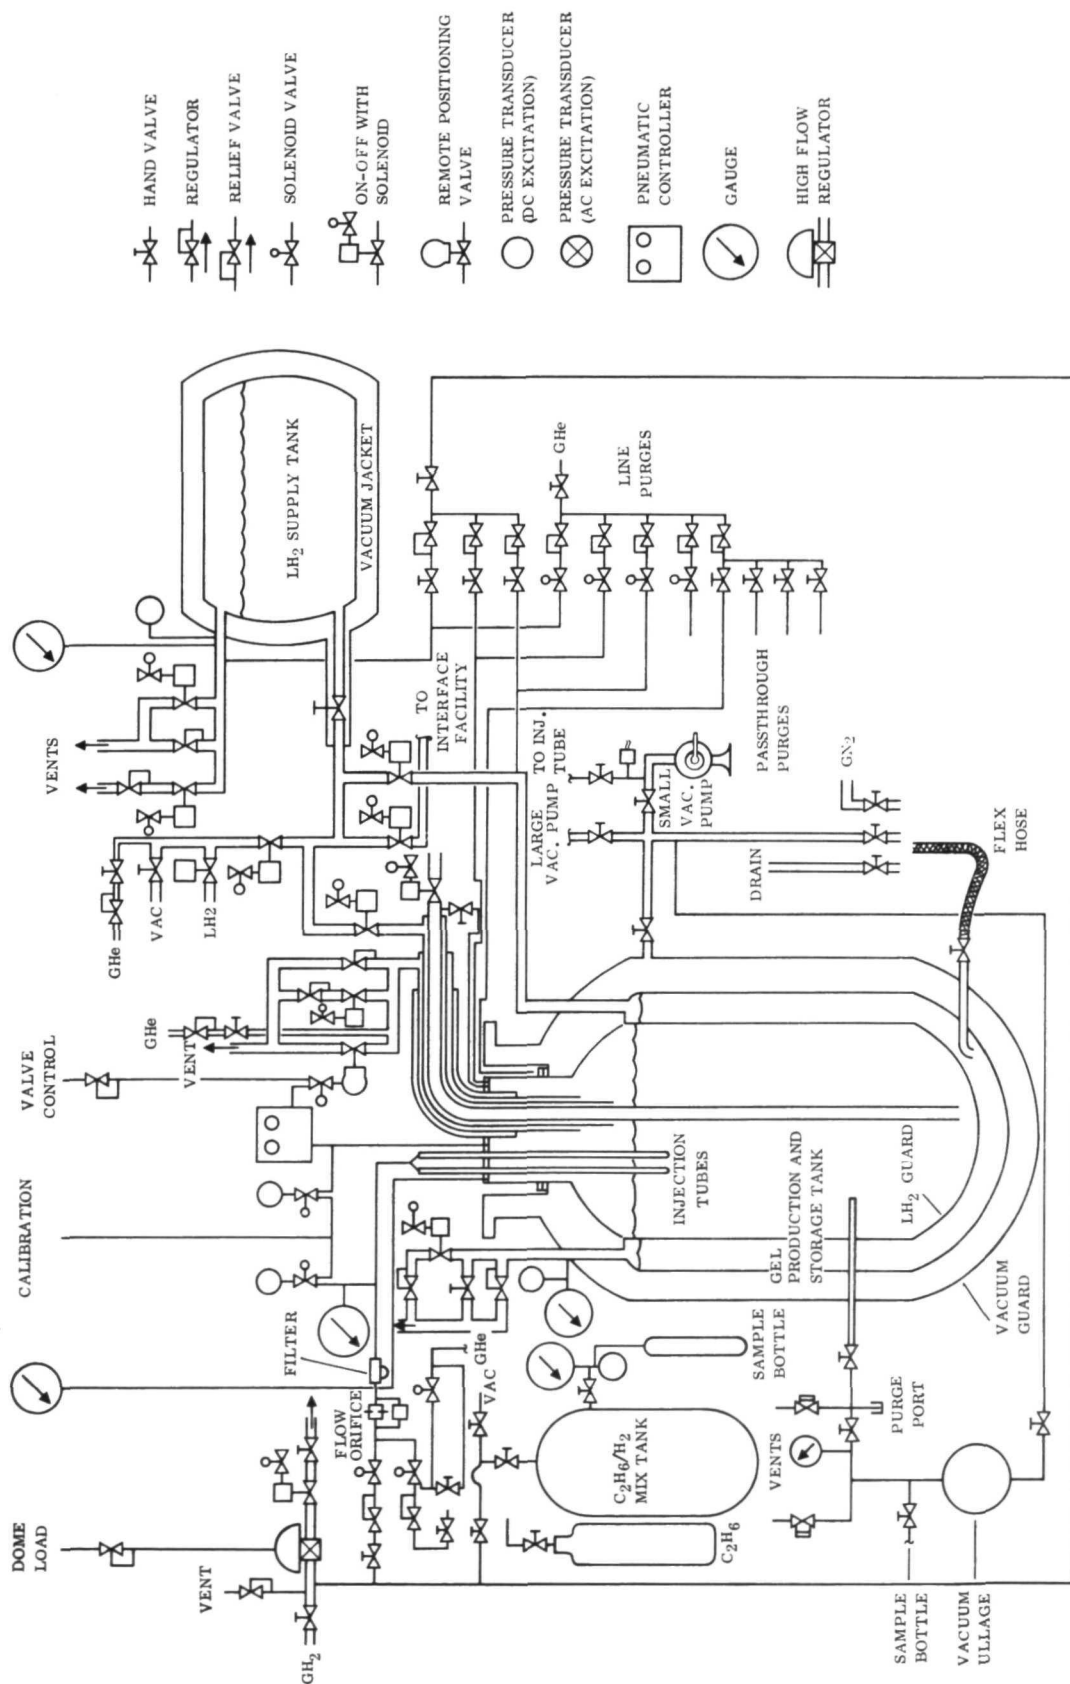 HAND VALVE
REGULATOR
RELIEF VALVE
SOLENOID VALVE
ON-OFF WITH
SOLENOID
REMOTE POSITIONING
VALVE
PRESSURE TRANSDUCER
(DC EXCITATION)
PRESSURE TRANSDUCER
(AC EXCITATION)
PNEUMATIC
CONTROLLER
GAUGE
HIGH FLOW
REGULATOR
VENTS
LH2 SUPPLY TANK
VACUUM JACKET
GHe
VAC
LH2
TO
INTERFACE
FACILITY
GHe
LINE
PURGES
PASSTHROUGH
PURGES
VALVE
CONTROL
GHe
VENT
LARGE TO INJ.
VAC. PUMP TUBE
SMALL
VAC.
PUMP
DRAIN
GN2
FLEX
HOSE
CALIBRATION
FILTER
INJECTION
TUBES
GEL
PRODUCTION AND
STORAGE TANK
LH2 GUARD
VACUUM
GUARD
DOME
LOAD
VENT
GH2
FLOW
ORIFICE
GHe
VAC
C2H6/H2
MIX TANK
C2H6
SAMPLE
BOTTLE
VENTS
PURGE
PORT
SAMPLE
BOTTLE
VACUUM
ULLAGE